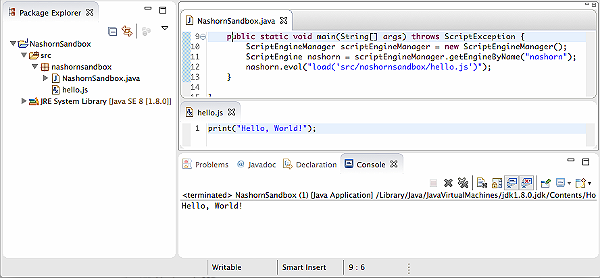 Package Explorer
NashornSandbox
src
nashornsandbox
NashornSandbox.java
hello.js
JRE System Library [Java SE 8 [1.8.0]]
NashornSandbox.java
9 public static void main(String[] args) throws ScriptException {
10 ScriptEngineManager scriptEngineManager = new ScriptEngineManager();
11 ScriptEngine nashorn = scriptEngineManager.getEngineByName("nashorn");
12 nashorn.eval("load('src/nashornsandbox/hello.js')");
13 }
hello.js
1 print("Hello, World!");
Problems @ Javadoc Declaration Console
<terminated> NashornSandbox (1) [Java Application] /Library/Java/JavaVirtualMachines/jdk1.8.0.jdk/Contents/Ho
Hello, World!
Writable Smart Insert 9 : 6